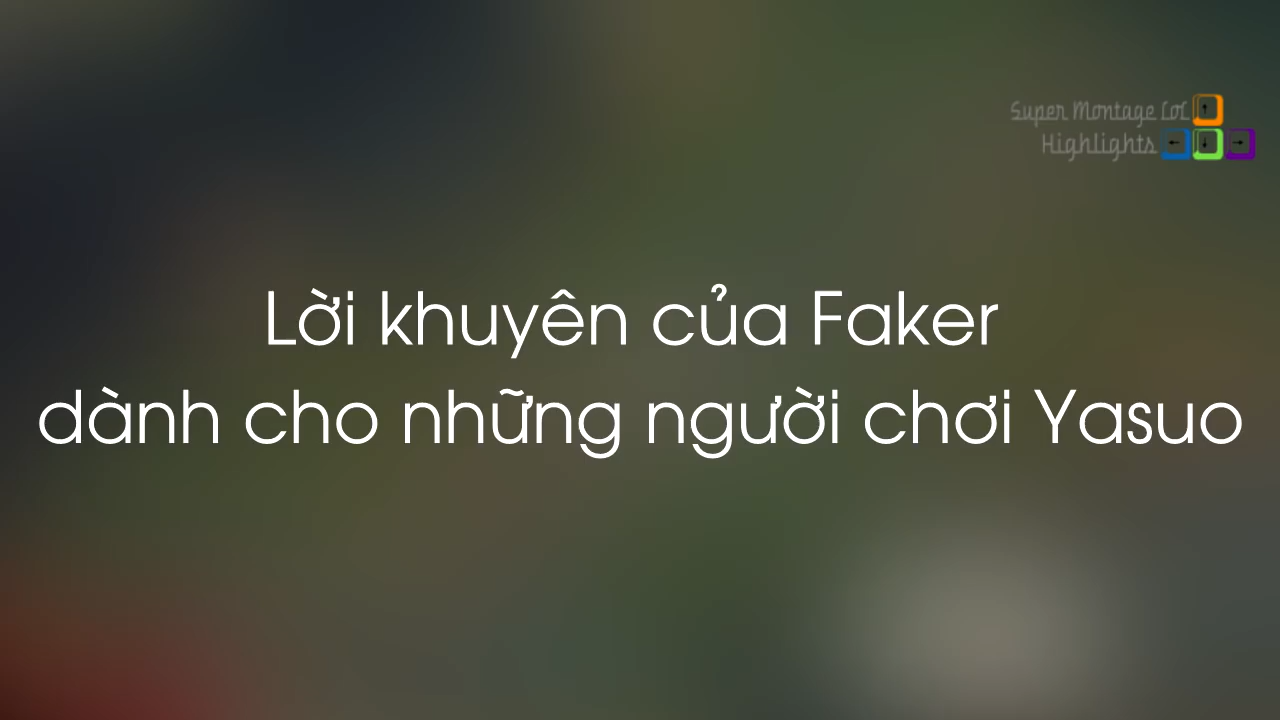 Super Montage LoL
Highlights
Lời khuyên của Faker
dành cho những người chơi Yasuo